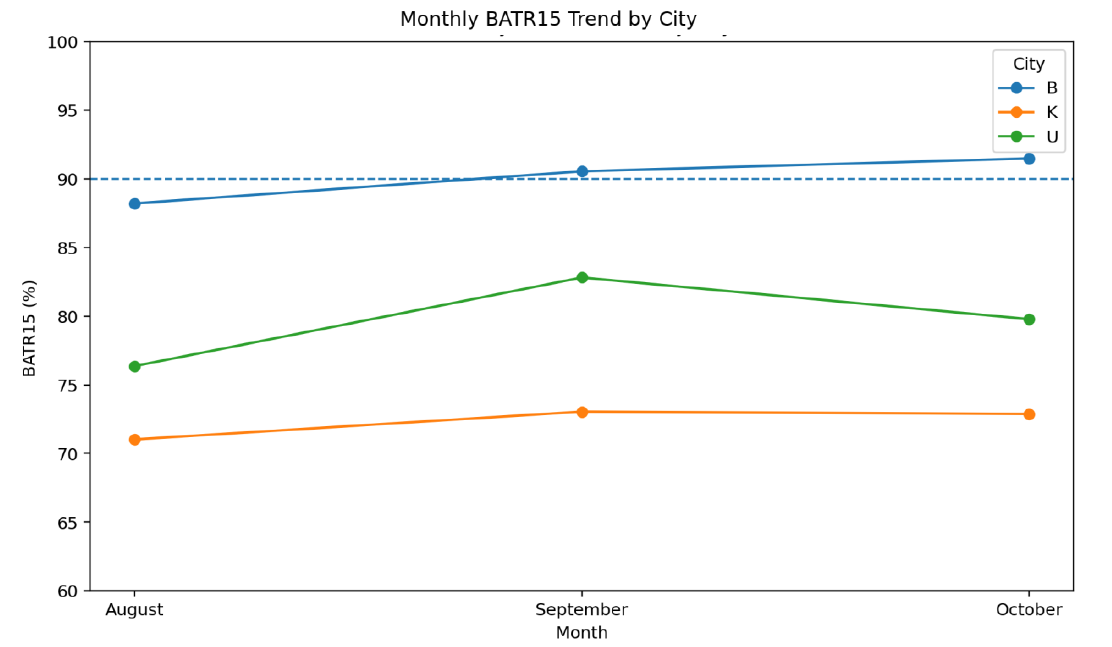 Monthly BATR15 Trend by City
100
95
90
85
80
75
70
65
60
BATR15 (%)
City
B
K
U
August
September
October
Month